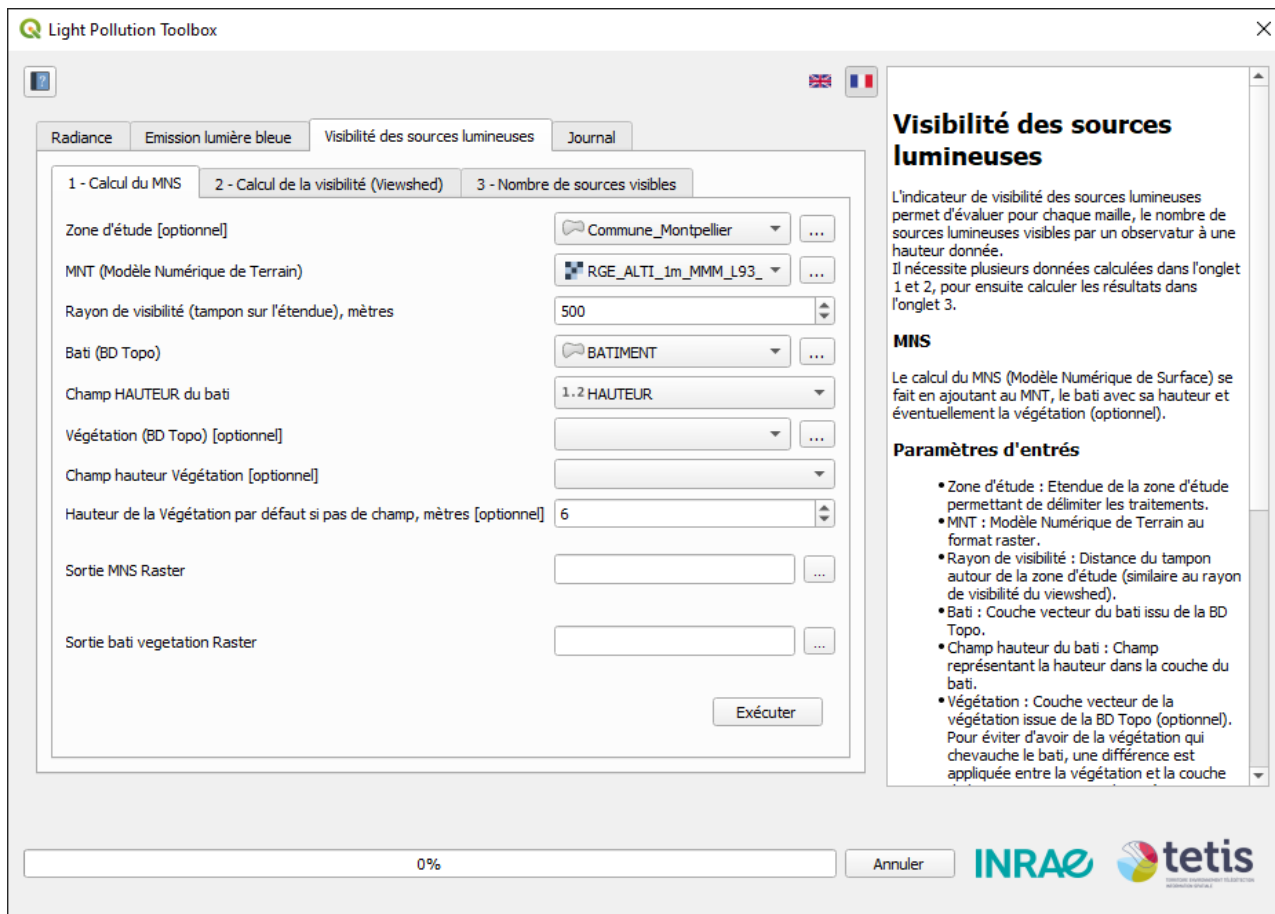 Light Pollution Toolbox
Radiance
Emission lumière bleue
Visibilité des sources lumineuses
Journal
1 - Calcul du MNS
2 - Calcul de la visibilité (Viewshed)
3 - Nombre de sources visibles
Zone d'étude [optionnel]
Commune_Montpellier
...
MNT (Modèle Numérique de Terrain)
RGE_ALTI_1m_MMM_L93_
...
Rayon de visibilité (tampon sur l'étendue), mètres
500
Bati (BD Topo)
BATIMENT
...
Champ HAUTEUR du bati
1.2 HAUTEUR
Végétation (BD Topo) [optionnel]
...
Champ hauteur Végétation [optionnel]
Hauteur de la Végétation par défaut si pas de champ, mètres [optionnel]
6
Sortie MNS Raster
...
Sortie bati vegetation Raster
...
Exécuter
Visibilité des sources
lumineuses
L'indicateur de visibilité des sources lumineuses
permet d'évaluer pour chaque maille, le nombre de
sources lumineuses visibles par un observatur à une
hauteur donnée.
Il nécessite plusieurs données calculées dans l'onglet
1 et 2, pour ensuite calculer les résultats dans
l'onglet 3.
MNS
Le calcul du MNS (Modèle Numérique de Surface) se
fait en ajoutant au MNT, le bati avec sa hauteur et
éventuellement la végétation (optionnel).
Paramètres d'entrés
• Zone d'étude : Etendue de la zone d'étude
permettant de délimiter les traitements.
• MNT : Modèle Numérique de Terrain au
format raster.
• Rayon de visibilité : Distance du tampon
autour de la zone d'étude (similaire au rayon
de visibilité du viewshed).
• Bati : Couche vecteur du bati issu de la BD
Topo.
• Champ hauteur du bati : Champ
représentant la hauteur dans la couche du
bati.
• Végétation : Couche vecteur de la
végétation issue de la BD Topo (optionnel).
Pour éviter d'avoir de la végétation qui
chevauche le bati, une différence est
appliquée entre la végétation et la couche
0%
Annuler
INRAE
tetis